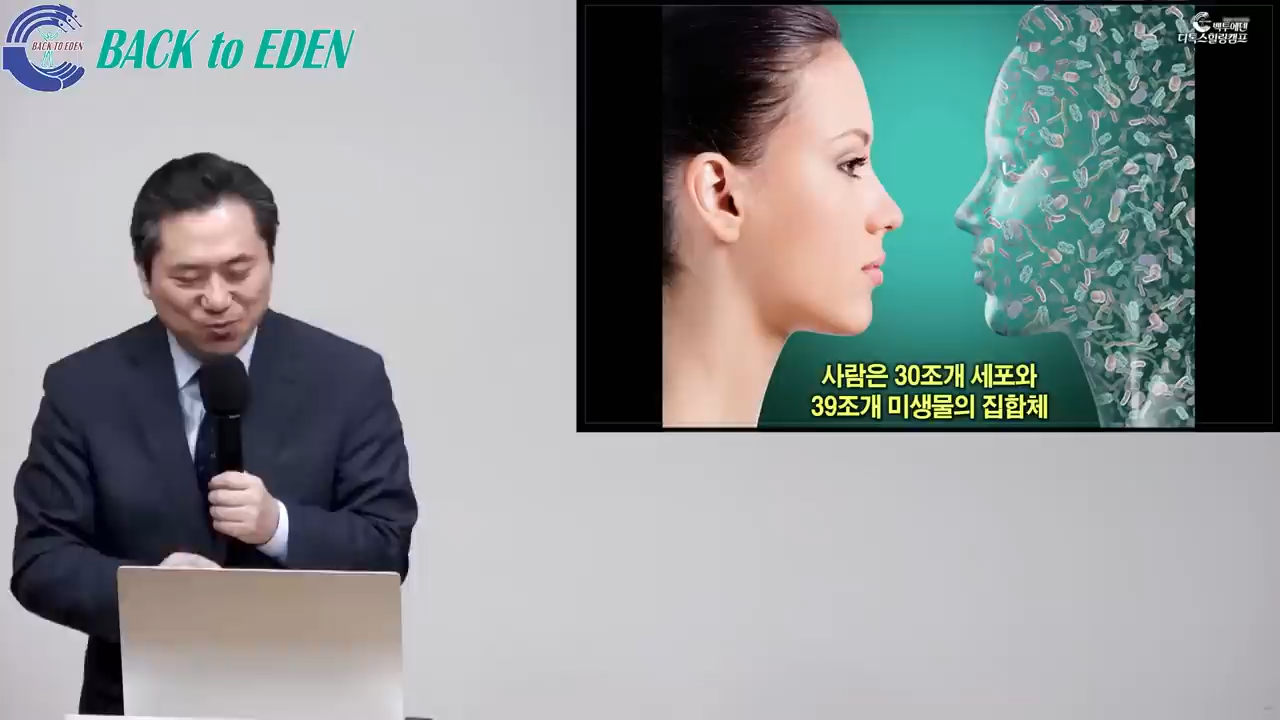 BACK TO EDEN
BACK to EDEN
백투에덴
디톡스힐링캠프
사람은 30조개 세포와
39조개 미생물의 집합체